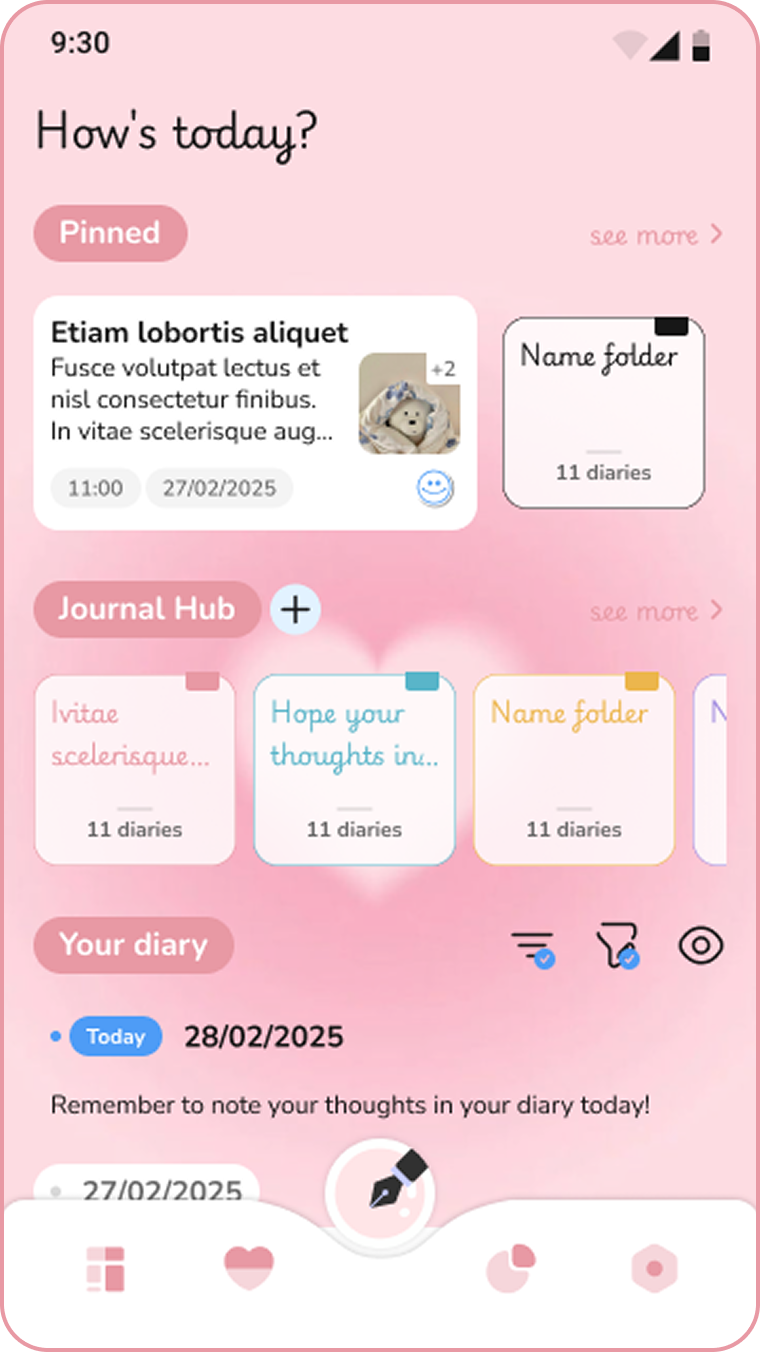 9:30
How's today?
Pinned
see more >
Etiam lobortis aliquet
Fusce volutpat lectus et
nisl consectetur finibus.
In vitae scelerisque aug...
+2
11:00
27/02/2025
Name folder
11 diaries
Journal Hub
see more >
Ivitae
scelerisque...
11 diaries
Hope your
thoughts in...
11 diaries
Name folder
11 diaries
N
Your diary
Today
28/02/2025
Remember to note your thoughts in your diary today!
27/02/2025